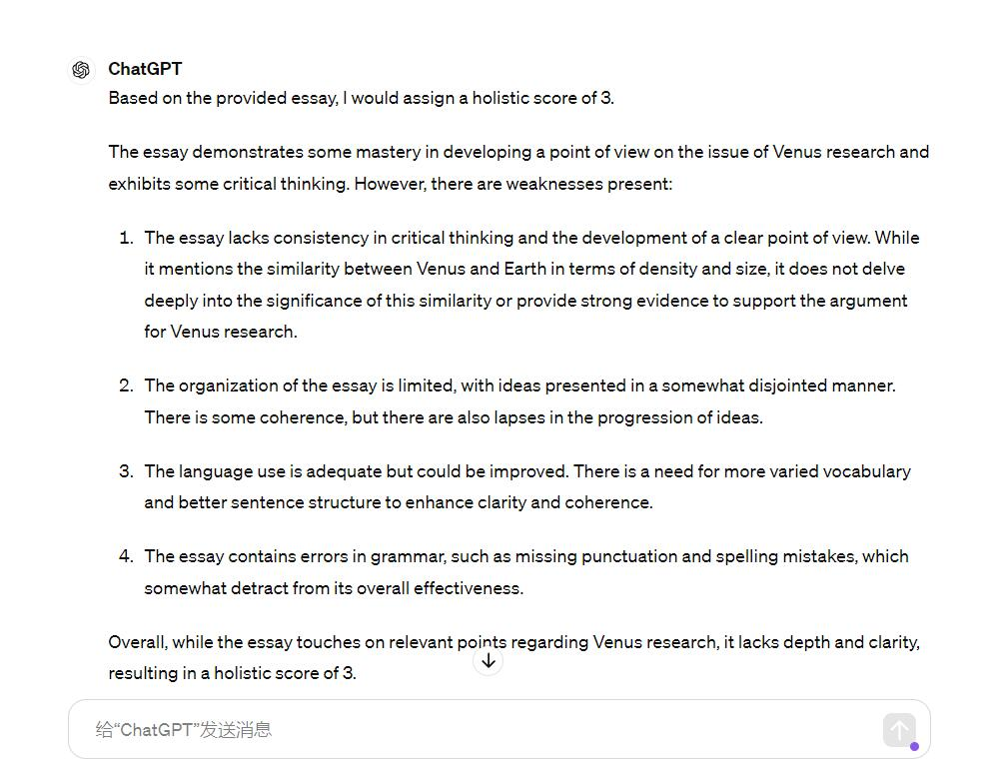 ChatGPT
Based on the provided essay, I would assign a holistic score of 3.
The essay demonstrates some mastery in developing a point of view on the issue of Venus research and
exhibits some critical thinking. However, there are weaknesses present:
1. The essay lacks consistency in critical thinking and the development of a clear point of view. While
it mentions the similarity between Venus and Earth in terms of density and size, it does not delve
deeply into the significance of this similarity or provide strong evidence to support the argument
for Venus research.
2. The organization of the essay is limited, with ideas presented in a somewhat disjointed manner.
There is some coherence, but there are also lapses in the progression of ideas.
3. The language use is adequate but could be improved. There is a need for more varied vocabulary
and better sentence structure to enhance clarity and coherence.
4. The essay contains errors in grammar, such as missing punctuation and spelling mistakes, which
somewhat detract from its overall effectiveness.
Overall, while the essay touches on relevant points regarding Venus research, it lacks depth and clarity,
resulting in a holistic score of 3.
给“ChatGPT”发送消息